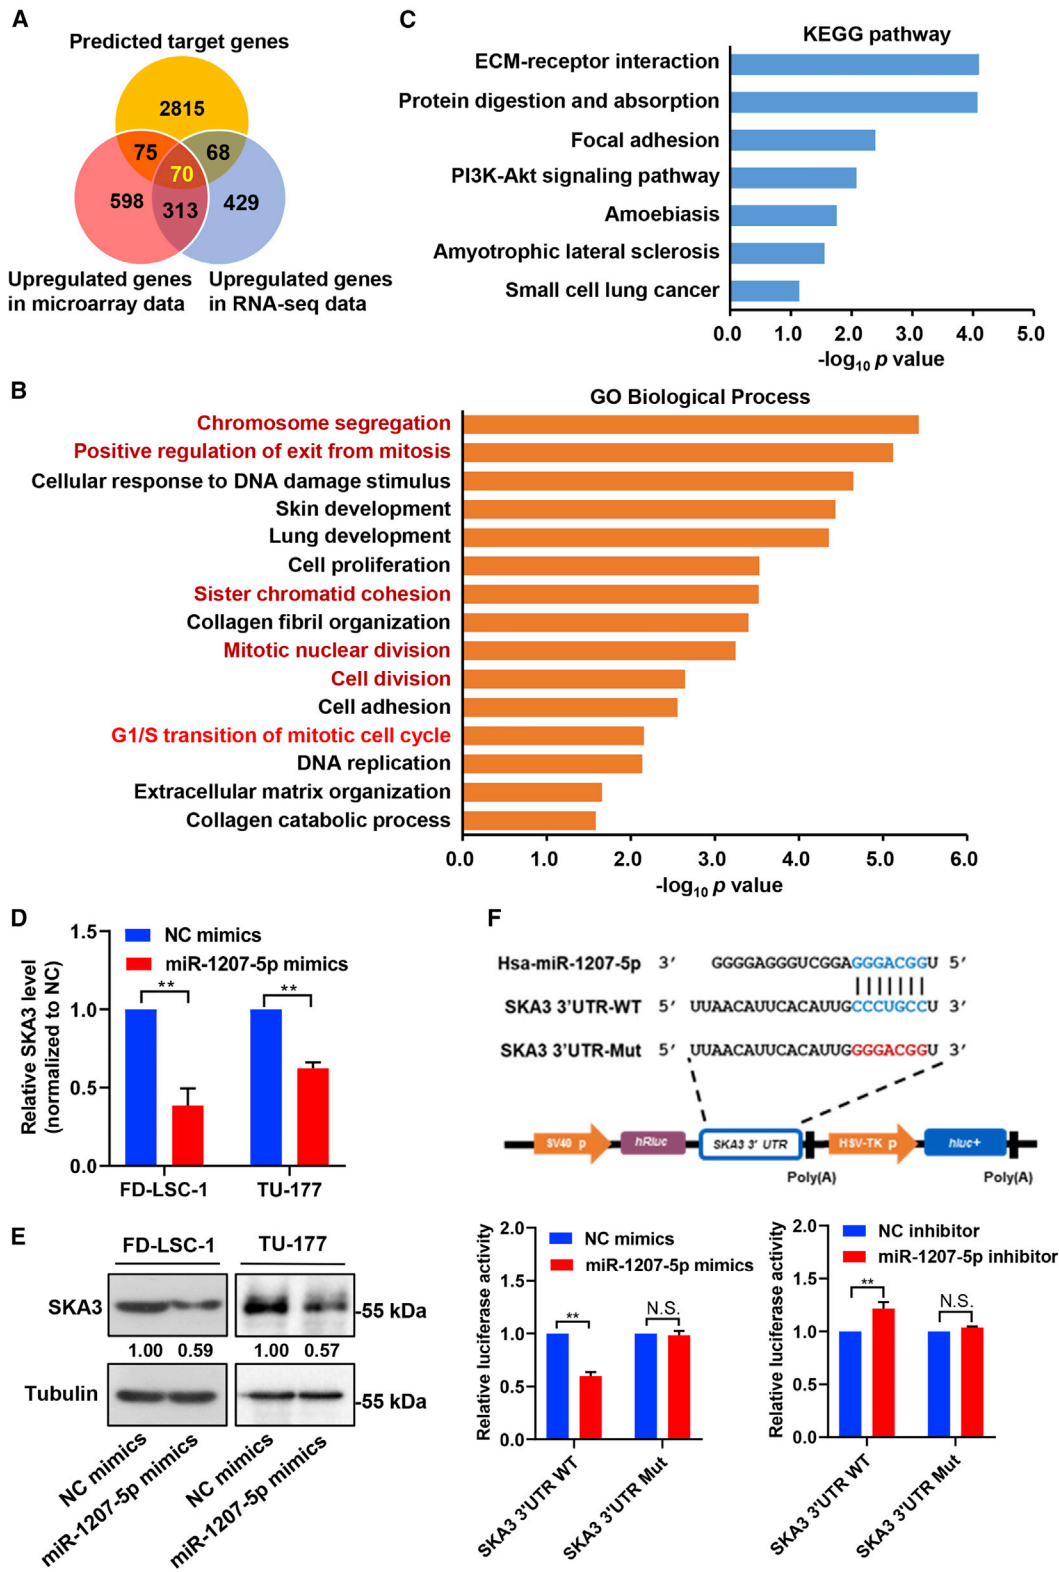 A
Predicted target genes
2815
75
68
70
598
313
429
Upregulated genes
in microarray data
Upregulated genes
in RNA-seq data
C
KEGG pathway
ECM-receptor interaction
Protein digestion and absorption
Focal adhesion
PI3K-Akt signaling pathway
Amoebiasis
Amyotrophic lateral sclerosis
Small cell lung cancer
0.0 1.0 2.0 3.0 4.0 5.0
-log10 p value
B
GO Biological Process
Chromosome segregation
Positive regulation of exit from mitosis
Cellular response to DNA damage stimulus
Skin development
Lung development
Cell proliferation
Sister chromatid cohesion
Collagen fibril organization
Mitotic nuclear division
Cell division
Cell adhesion
G1/S transition of mitotic cell cycle
DNA replication
Extracellular matrix organization
Collagen catabolic process
0.0 1.0 2.0 3.0 4.0 5.0 6.0
-log10 p value
D
Relative SKA3 level
(normalized to NC)
1.5
1.0
0.5
0.0
NC mimics
miR-1207-5p mimics
**
**
FD-LSC-1
TU-177
E
FD-LSC-1
TU-177
SKA3
-55 kDa
1.00 0.59 1.00 0.57
Tubulin
-55 kDa
NC mimics
miR-1207-5p mimics
NC mimics
miR-1207-5p mimics
F
Hsa-miR-1207-5p 3′ GGGGAGGGUCGGAGGGACGGU 5′
SKA3 3'UTR-WT 5′ UUAACAUUCACAUUGCCCUGCCU 3′
SKA3 3'UTR-Mut 5′ UUAACAUUCACAUUGGGGACGGU 3′
SV40 p
hRluc
SKA3 3' UTR
Poly(A)
HSV-TK p
hluc+
Poly(A)
Relative luciferase activity
2.0
1.5
1.0
0.5
0.0
NC mimics
miR-1207-5p mimics
**
N.S.
SKA3 3'UTR WT
SKA3 3'UTR Mut
Relative luciferase activity
2.0
1.5
1.0
0.5
0.0
NC inhibitor
miR-1207-5p inhibitor
**
N.S.
SKA3 3'UTR WT
SKA3 3'UTR Mut